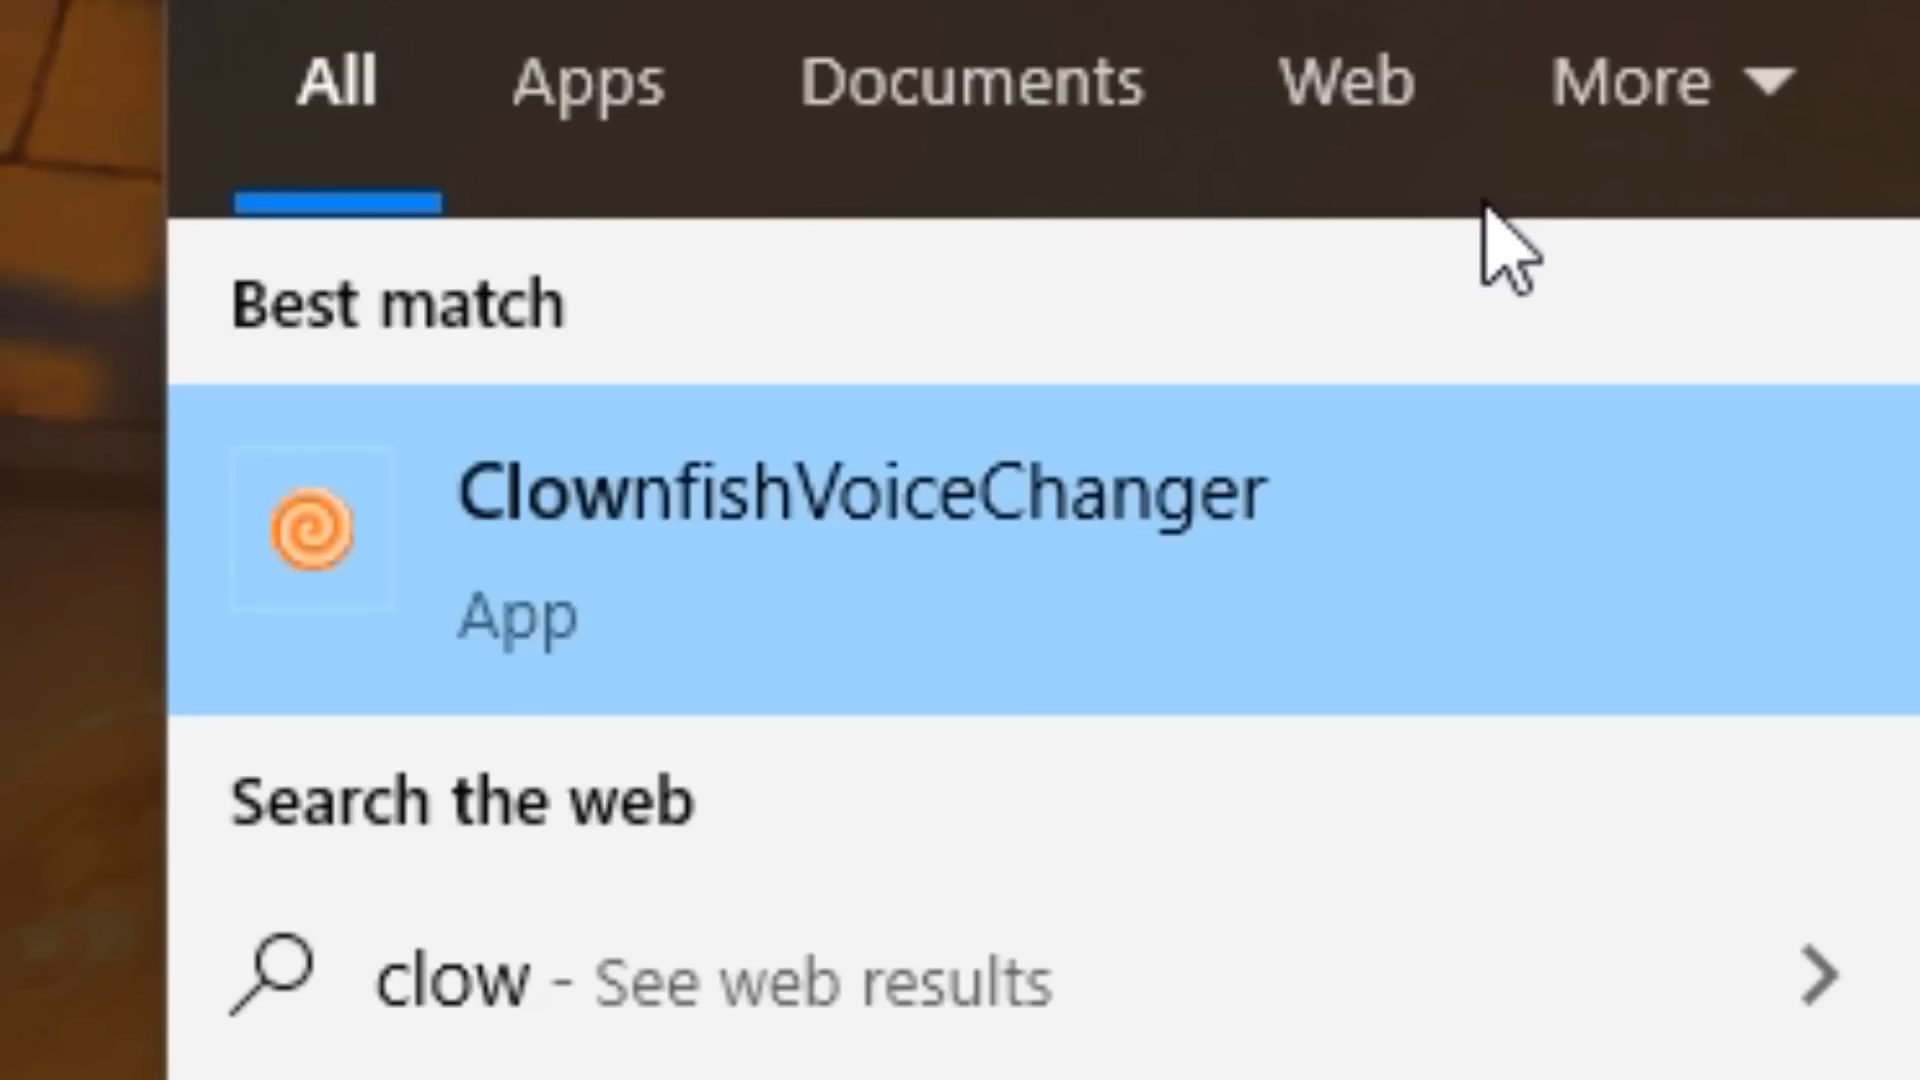 All Apps Documents Web More
Best match
ClownfishVoiceChanger
App
Search the web
clow - See web results